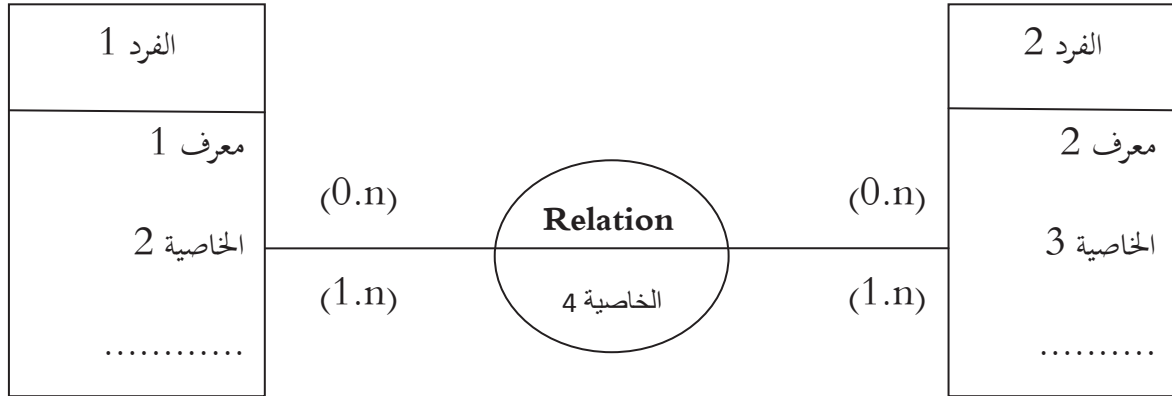 الفرد 1
معرف 1
الخاصية 2
............
(0.n)
(1.n)
Relation
الخاصية 4
(0.n)
(1.n)
الفرد 2
معرف 2
الخاصية 3
..........